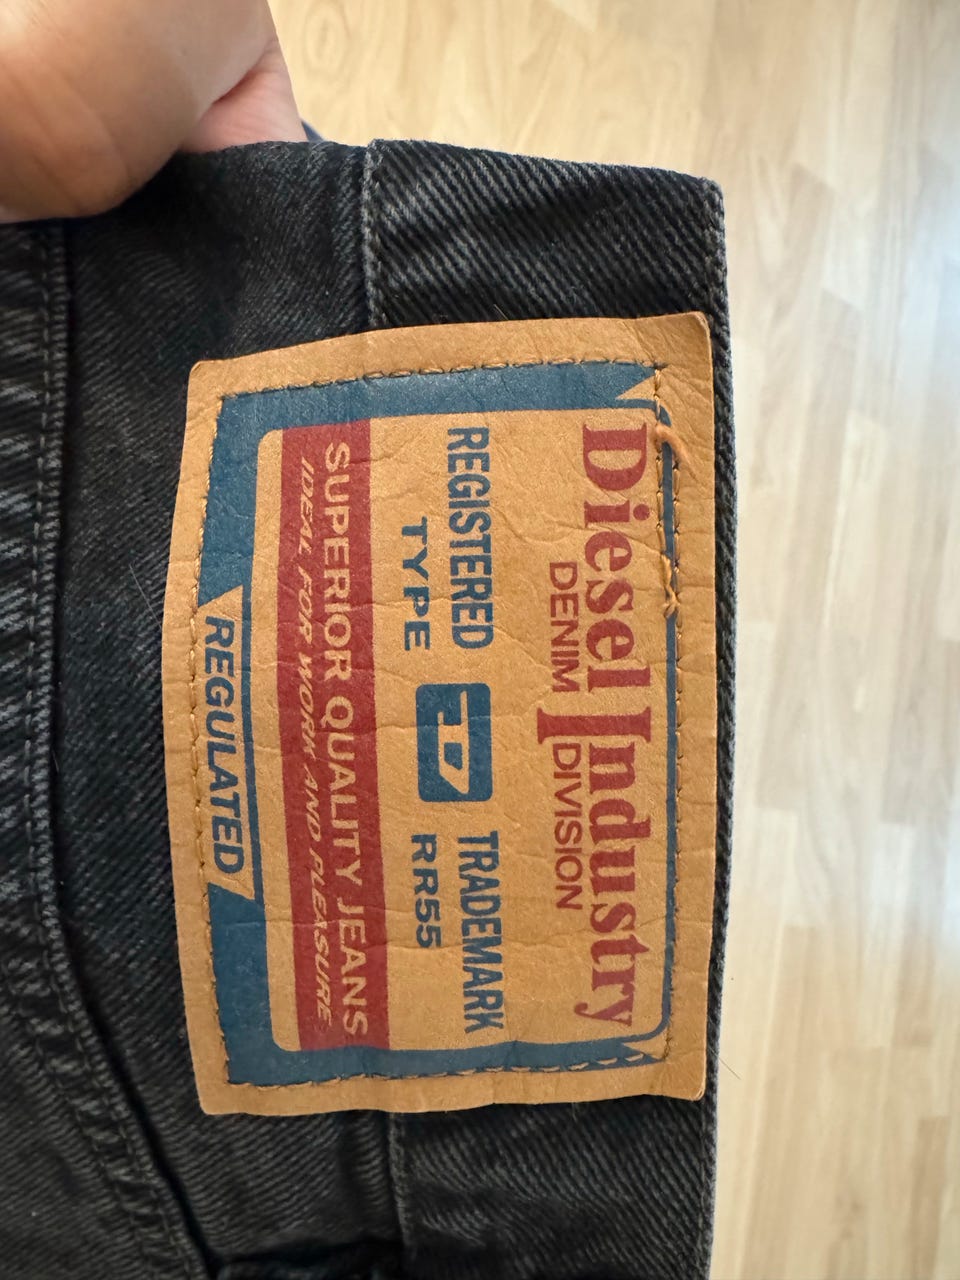 Diesel Industry
DENIM DIVISION
REGISTERED D TRADEMARK
TYPE RR55
SUPERIOR QUALITY JEANS
IDEAL FOR WORK AND PLEASURE
REGULATED